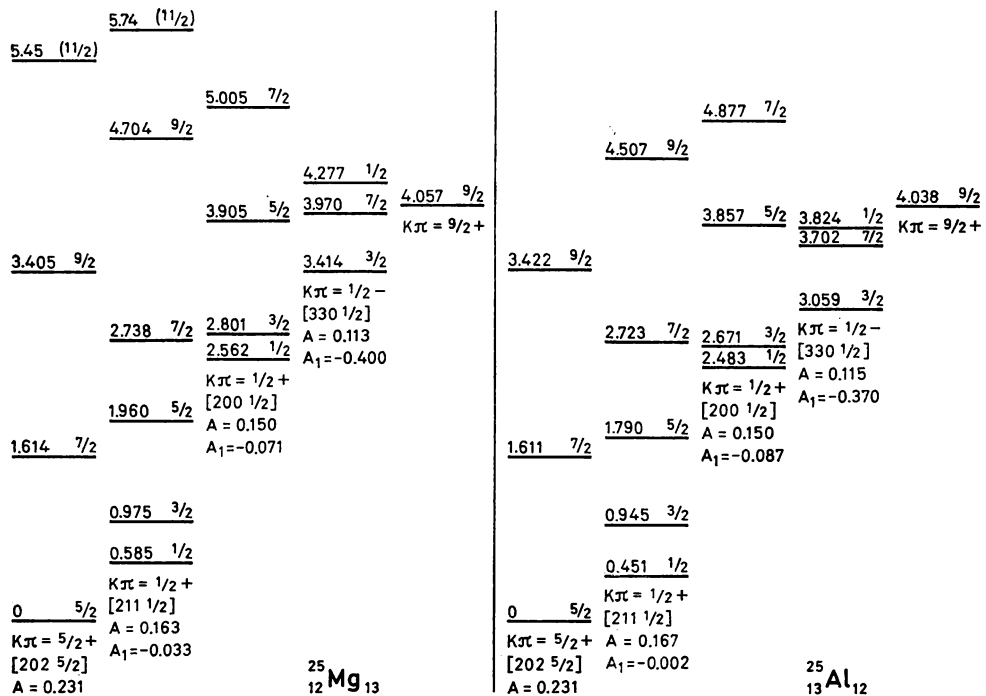 5.45 (11/2)
3.405 9/2
1.614 7/2
0 5/2
Kπ = 5/2 +
[202 5/2]
A = 0.231
5.74 (11/2)
4.704 9/2
2.738 7/2
1.960 5/2
0.975 3/2
0.585 1/2
Kπ = 1/2 +
[211 1/2]
A = 0.163
A₁=−0.033
5.005 7/2
3.905 5/2
2.801 3/2
2.562 1/2
Kπ = 1/2 +
[200 1/2]
A = 0.150
A₁=−0.071
4.277 1/2
3.970 7/2
3.414 3/2
Kπ = 1/2 −
[330 1/2]
A = 0.113
A₁=−0.400
4.057 9/2
Kπ = 9/2 +
²⁵₁₂Mg₁₃
3.422 9/2
1.611 7/2
0 5/2
Kπ = 5/2 +
[202 5/2]
A = 0.231
4.507 9/2
2.723 7/2
1.790 5/2
0.945 3/2
0.451 1/2
Kπ = 1/2 +
[211 1/2]
A = 0.167
A₁=−0.002
4.877 7/2
3.857 5/2
2.671 3/2
2.483 1/2
Kπ = 1/2 +
[200 1/2]
A = 0.150
A₁=−0.087
3.824 1/2
3.702 7/2
3.059 3/2
Kπ = 1/2 −
[330 1/2]
A = 0.115
A₁=−0.370
4.038 9/2
Kπ = 9/2 +
²⁵₁₃Al₁₂